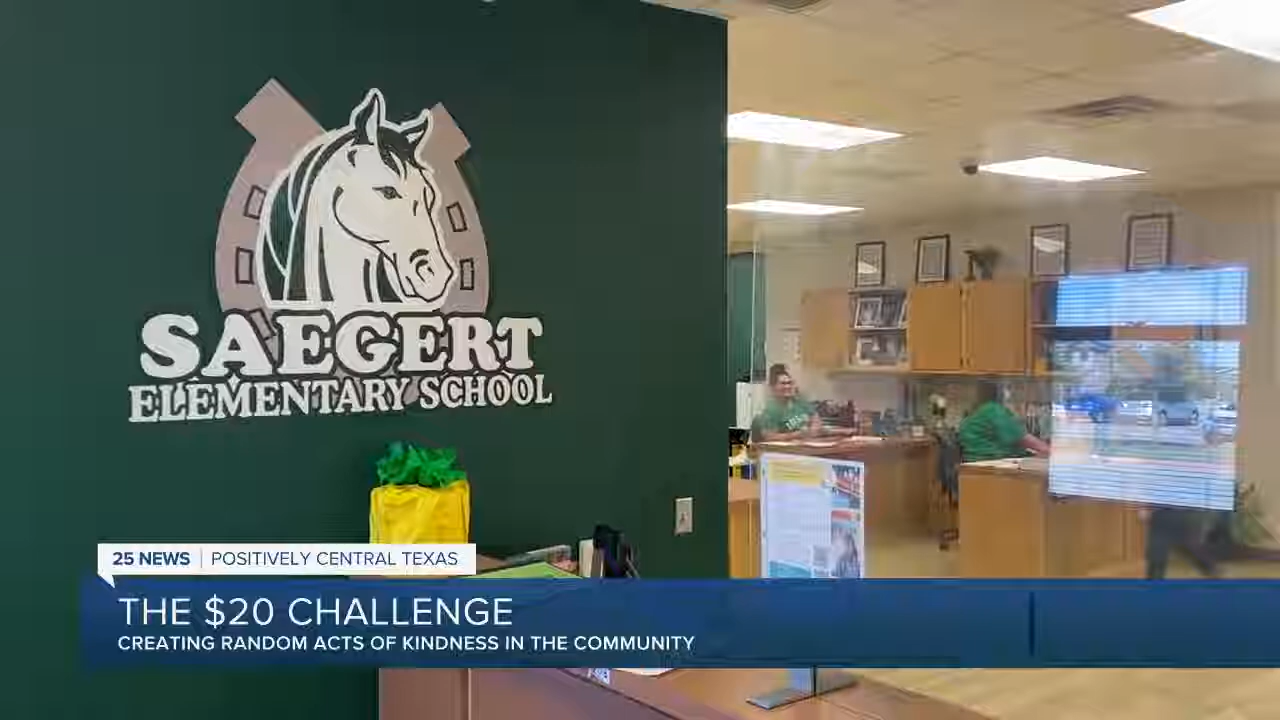 SAEGERT
ELEMENTARY SCHOOL
25 NEWS | POSITIVELY CENTRAL TEXAS
THE $20 CHALLENGE
CREATING RANDOM ACTS OF KINDNESS IN THE COMMUNITY